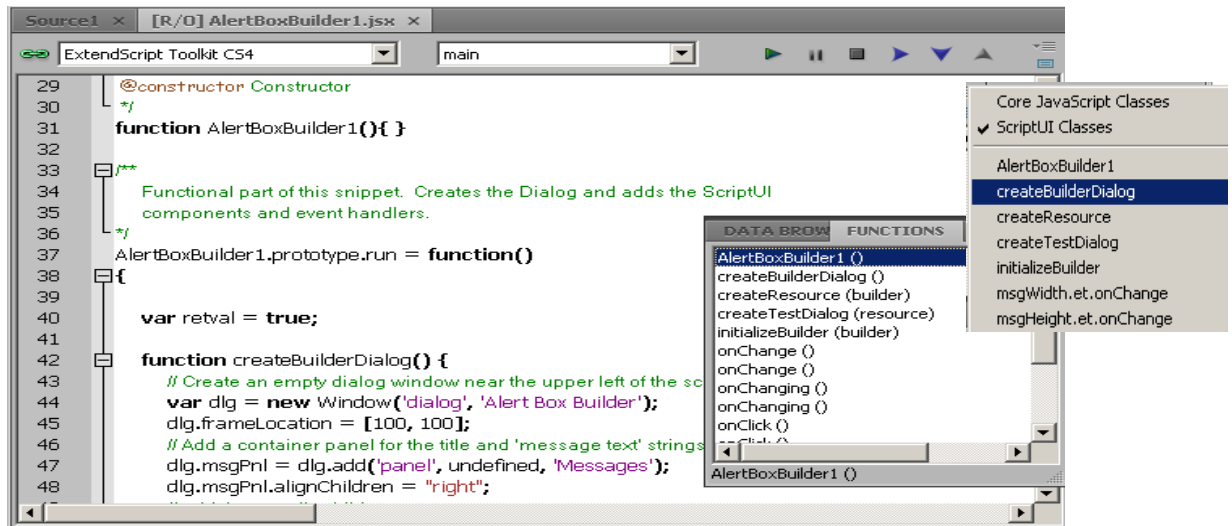 Source1 ×  [R/O] AlertBoxBuilder1.jsx ×
ExtendScript Toolkit CS4  main
29 @constructor Constructor
30 */
31 function AlertBoxBuilder1(){ }
32
33 /**
34 Functional part of this snippet.  Creates the Dialog and adds the ScriptUI
35 components and event handlers.
36 */
37 AlertBoxBuilder1.prototype.run = function()
38 {
39
40 var retval = true;
41
42 function createBuilderDialog() {
43 // Create an empty dialog window near the upper left of the sc
44 var dlg = new Window('dialog', 'Alert Box Builder');
45 dlg.frameLocation = [100, 100];
46 // Add a container panel for the title and 'message text' strings
47 dlg.msgPnl = dlg.add('panel', undefined, 'Messages');
48 dlg.msgPnl.alignChildren = "right";
DATA BROW  FUNCTIONS
AlertBoxBuilder1 ()
createBuilderDialog ()
createResource (builder)
createTestDialog (resource)
initializeBuilder (builder)
onChange ()
onChange ()
onChanging ()
onChanging ()
onClick ()
AlertBoxBuilder1 ()
Core JavaScript Classes
✓ ScriptUI Classes
AlertBoxBuilder1
createBuilderDialog
createResource
createTestDialog
initializeBuilder
msgWidth.et.onChange
msgHeight.et.onChange